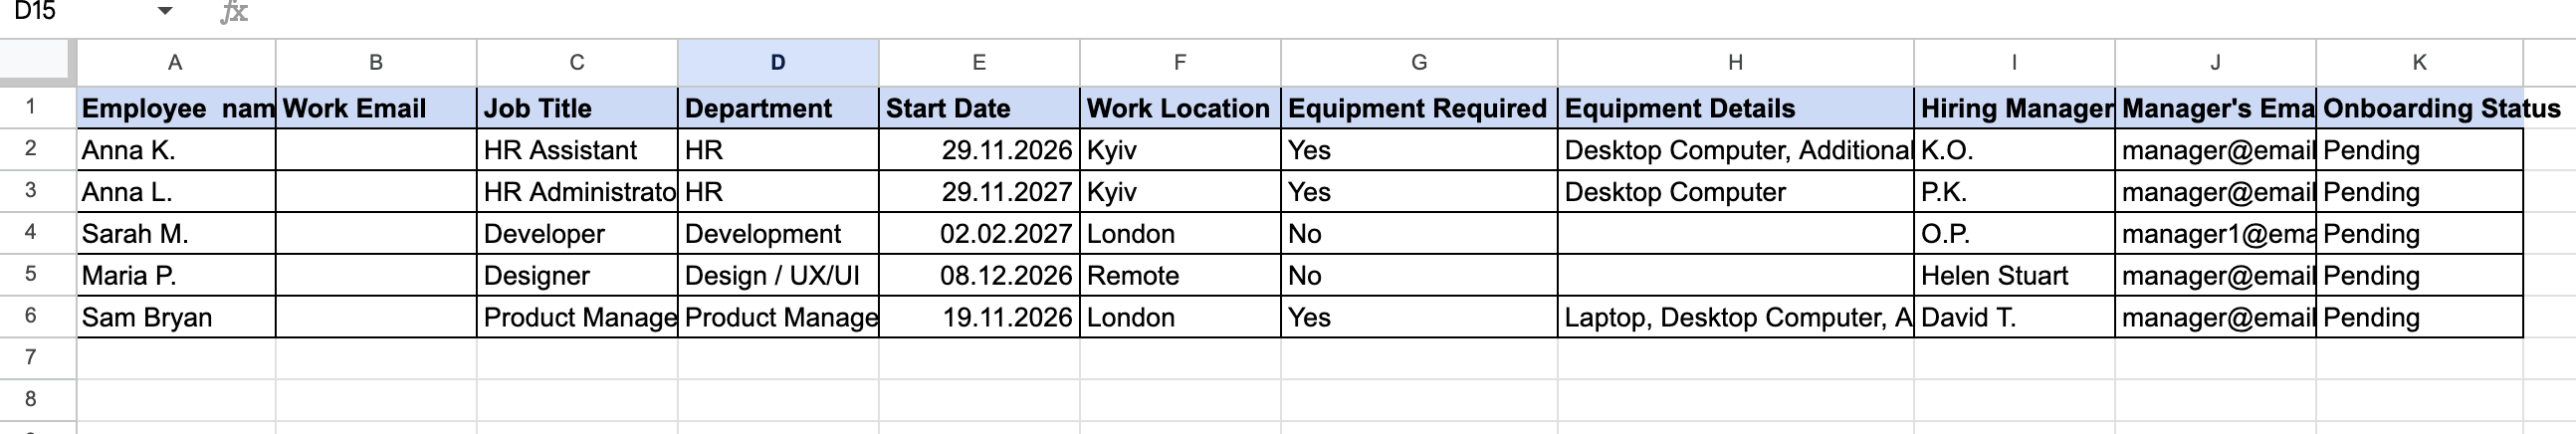 D15 fx
A B C D E F G H I J K
1 Employee  nam Work Email Job Title Department Start Date Work Location Equipment Required Equipment Details Hiring Manager Manager's Ema Onboarding Status
2 Anna K. HR Assistant HR 29.11.2026 Kyiv Yes Desktop Computer, Additional K.O. manager@email Pending
3 Anna L. HR Administrato HR 29.11.2027 Kyiv Yes Desktop Computer P.K. manager@email Pending
4 Sarah M. Developer Development 02.02.2027 London No O.P. manager1@ema Pending
5 Maria P. Designer Design / UX/UI 08.12.2026 Remote No Helen Stuart manager@email Pending
6 Sam Bryan Product Manage Product Manage 19.11.2026 London Yes Laptop, Desktop Computer, A David T. manager@email Pending
7
8